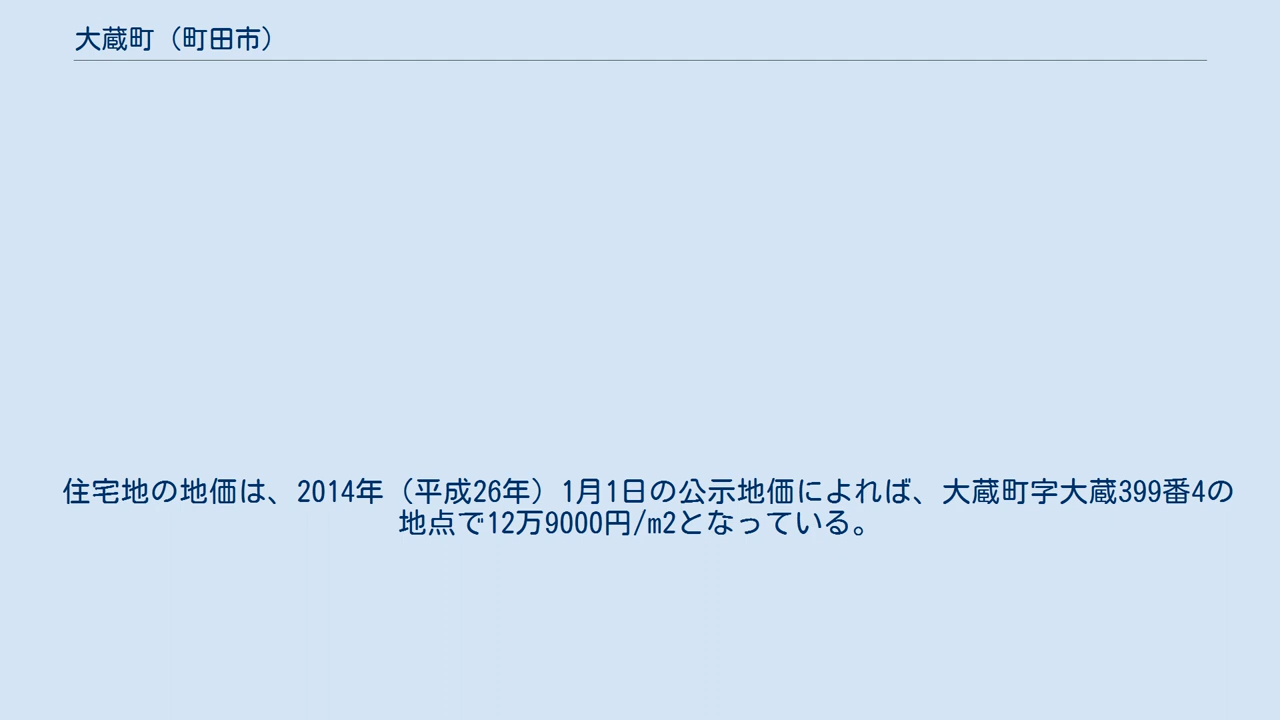 大蔵町（町田市）
住宅地の地価は、2014年（平成26年）1月1日の公示地価によれば、大蔵町字大蔵399番4の
地点で12万9000円/m2となっている。